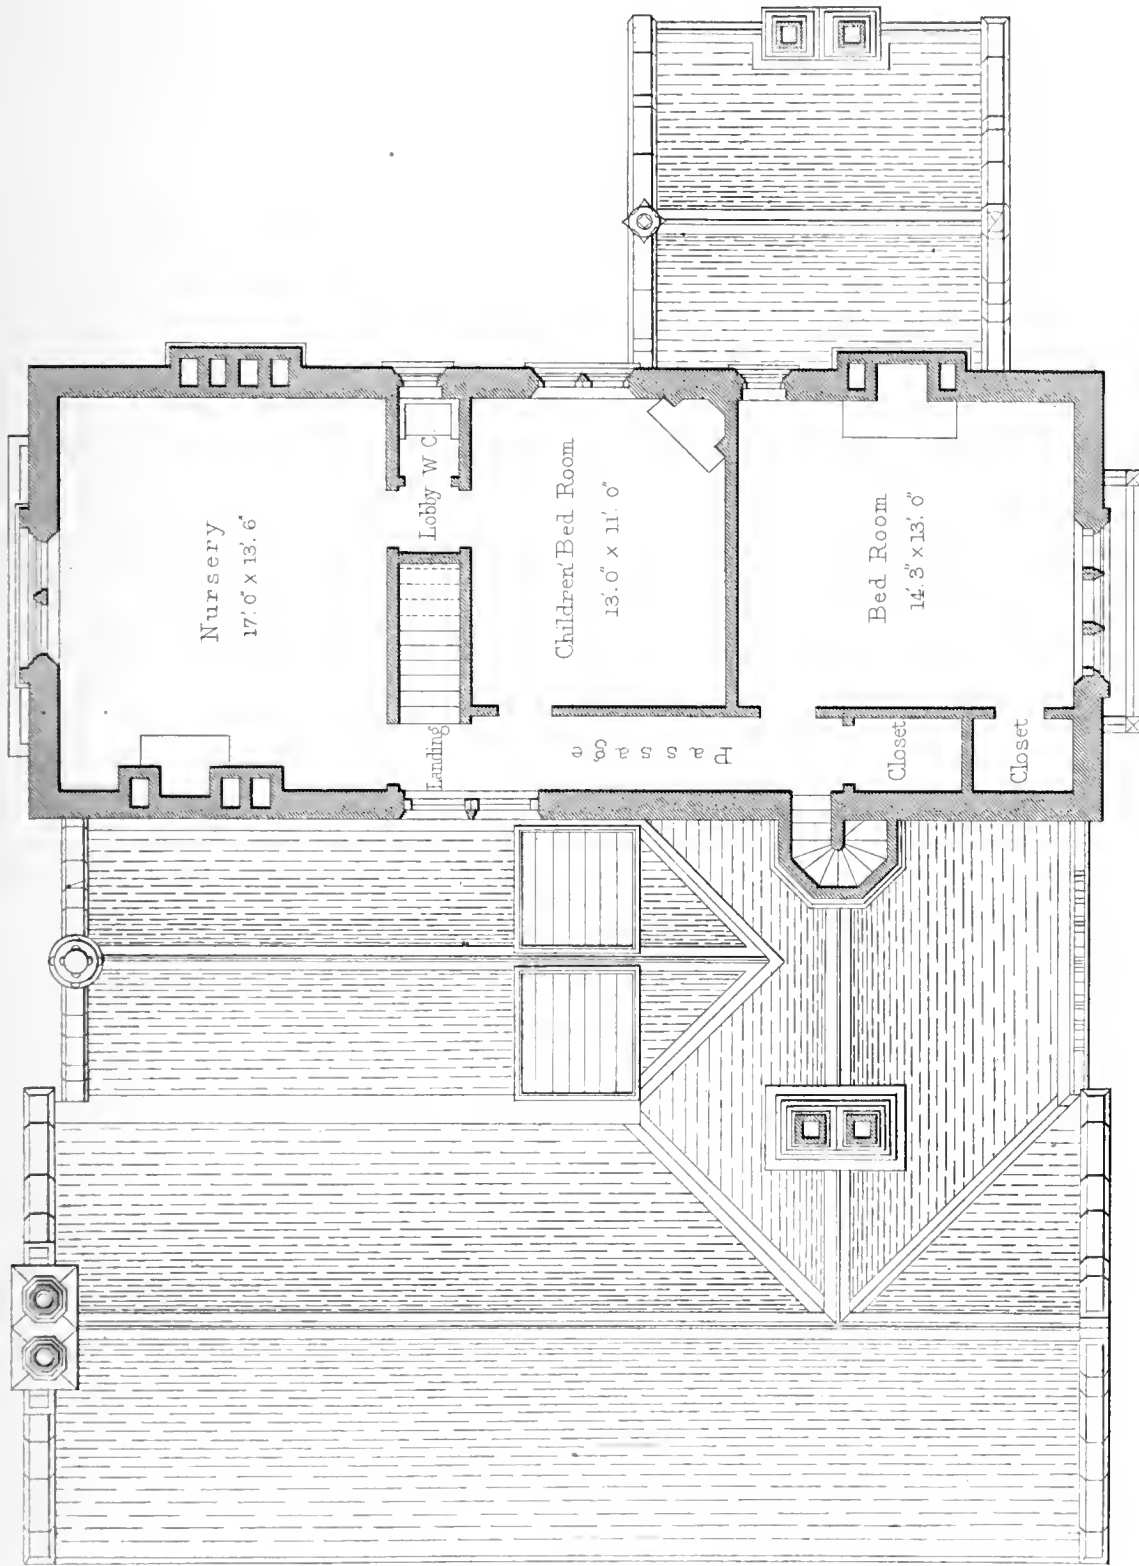 Nursery
17'.0" x 13'.6"
Lobby W C.
Landing
Children' Bed Room
13'.0" x 11'.0"
Passage
Bed Room
14'.3" x 13'.0"
Closet
Closet